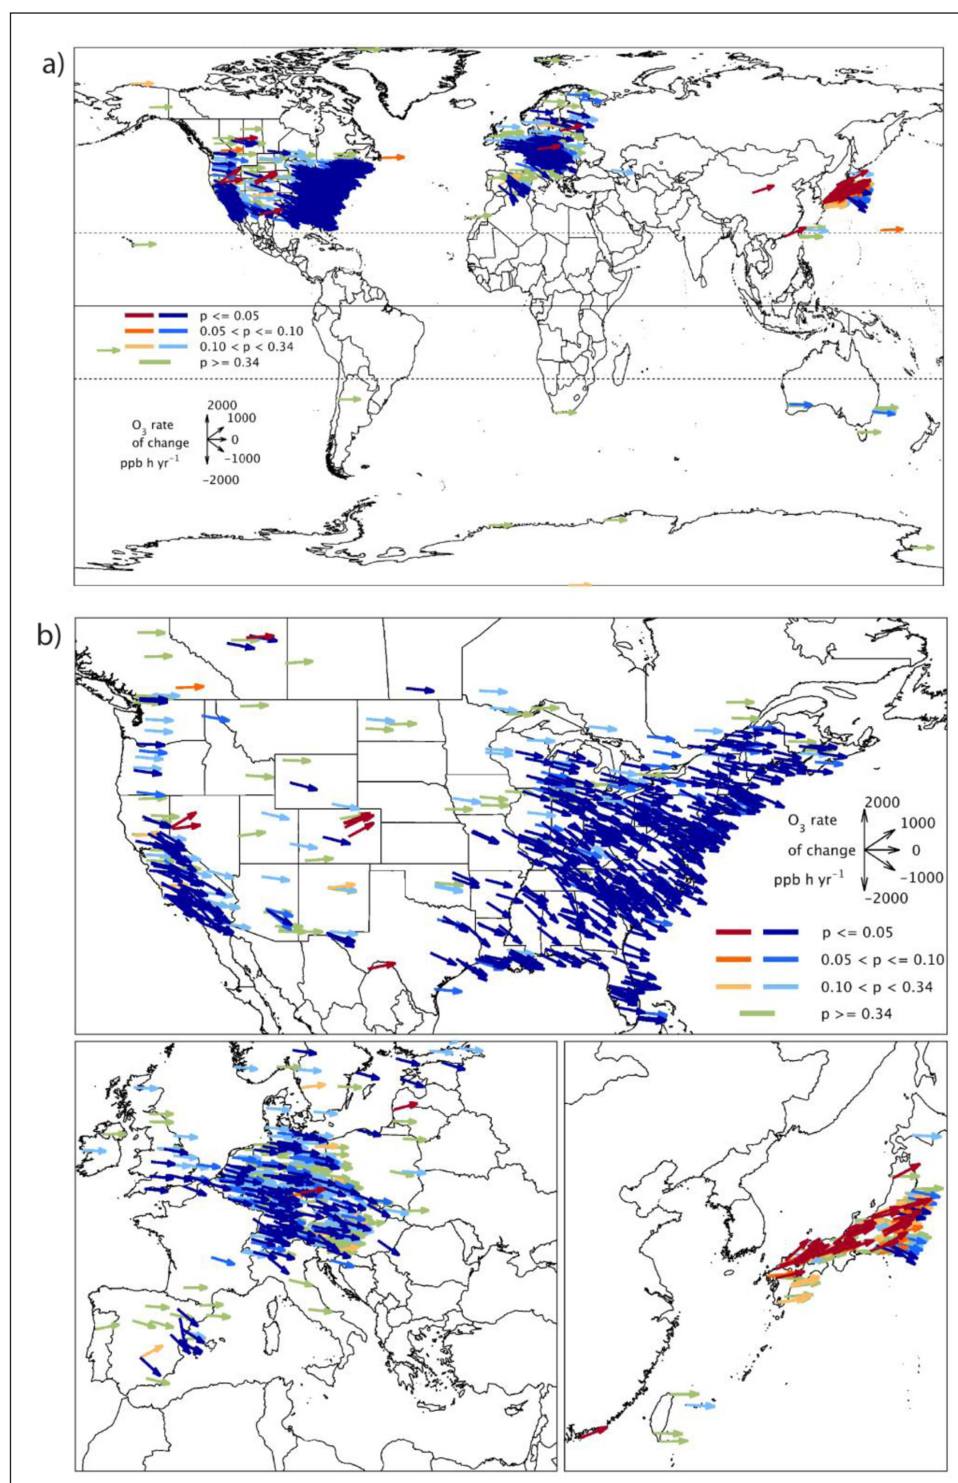 a)
p <= 0.05
0.05 < p <= 0.10
0.10 < p < 0.34
p >= 0.34
2000
O3 rate
1000
of change
0
ppb h yr−1
−1000
−2000
b)
2000
O3 rate
1000
of change
0
ppb h yr−1
−1000
−2000
p <= 0.05
0.05 < p <= 0.10
0.10 < p < 0.34
p >= 0.34